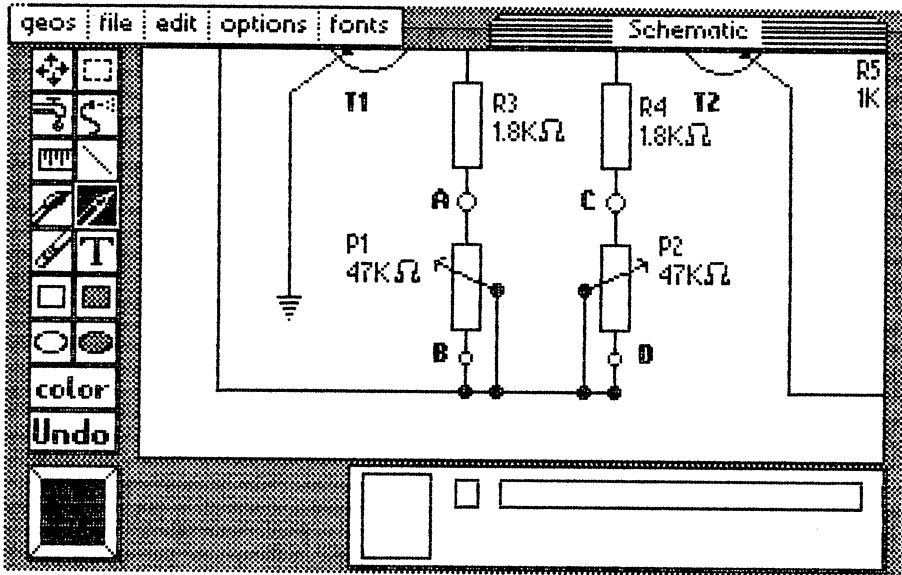 geos file edit options fonts
Schematic
R5
1K
T1
R3
1.8KΩ
R4
1.8KΩ
T2
A
C
P1
47KΩ
P2
47KΩ
B
D
T
color
Undo